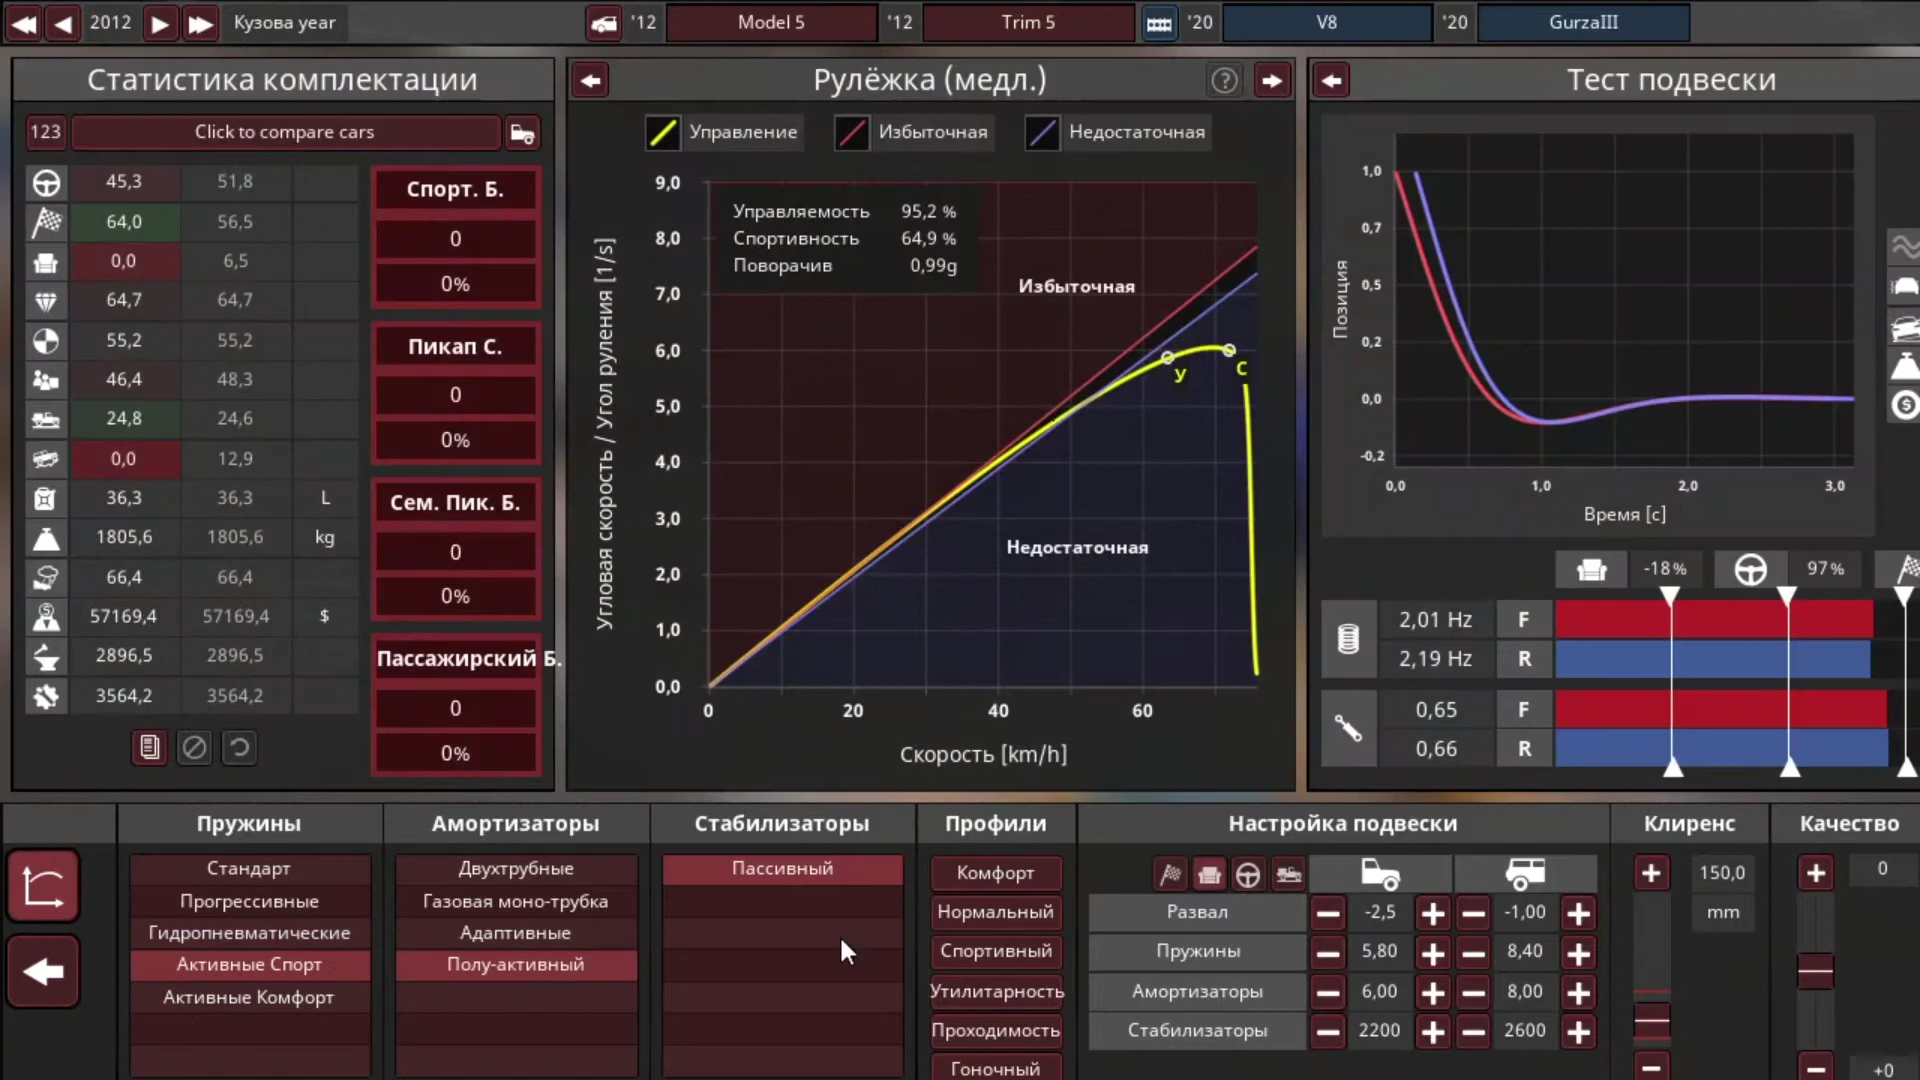 2012
Кузова year
'12
Model 5
'12
Trim 5
'20
V8
'20
GurzaIII
Статистика комплектации
123
Click to compare cars
45,3 51,8
64,0 56,5
0,0 6,5
64,7 64,7
55,2 55,2
46,4 48,3
24,8 24,6
0,0 12,9
36,3 36,3 L
1805,6 1805,6 kg
66,4 66,4
57169,4 57169,4 $
2896,5 2896,5
3564,2 3564,2
Спорт. Б.
0
0%
Пикап С.
0
0%
Сем. Пик. Б.
0
0%
Пассажирский Б.
0
0%
Рулёжка (медл.)
?
Управление
Избыточная
Недостаточная
Управляемость 95,2 %
Спортивность 64,9 %
Поворачив 0,99g
Избыточная
Недостаточная
У
С
Угловая скорость / Угол руления [1/s]
9,0
8,0
7,0
6,0
5,0
4,0
3,0
2,0
1,0
0,0
0 20 40 60
Скорость [km/h]
Тест подвески
Позиция
1,0
0,7
0,5
0,2
0,0
-0,2
0,0 1,0 2,0 3,0
Время [с]
-18%
97%
2,01 Hz F
2,19 Hz R
0,65 F
0,66 R
Пружины
Стандарт
Прогрессивные
Гидропневматические
Активные Спорт
Активные Комфорт
Амортизаторы
Двухтрубные
Газовая моно-трубка
Адаптивные
Полу-активный
Стабилизаторы
Пассивный
Профили
Комфорт
Нормальный
Спортивный
Утилитарность
Проходимость
Гоночный
Настройка подвески
Развал -2,5 -1,00
Пружины 5,80 8,40
Амортизаторы 6,00 8,00
Стабилизаторы 2200 2600
Клиренс
150,0
mm
Качество
0
+0